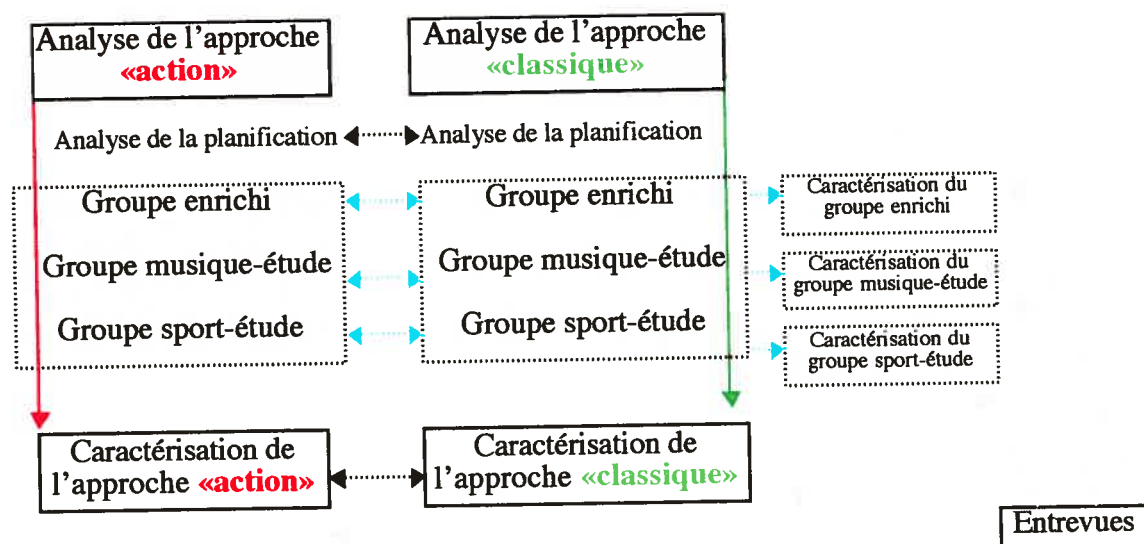 Analyse de l'approche
«action»
Analyse de l'approche
«classique»
Analyse de la planification
Analyse de la planification
Groupe enrichi
Groupe musique-étude
Groupe sport-étude
Groupe enrichi
Groupe musique-étude
Groupe sport-étude
Caractérisation du
groupe enrichi
Caractérisation du
groupe musique-étude
Caractérisation du
groupe sport-étude
Caractérisation de
l'approche «action»
Caractérisation de
l'approche «classique»
Entrevues